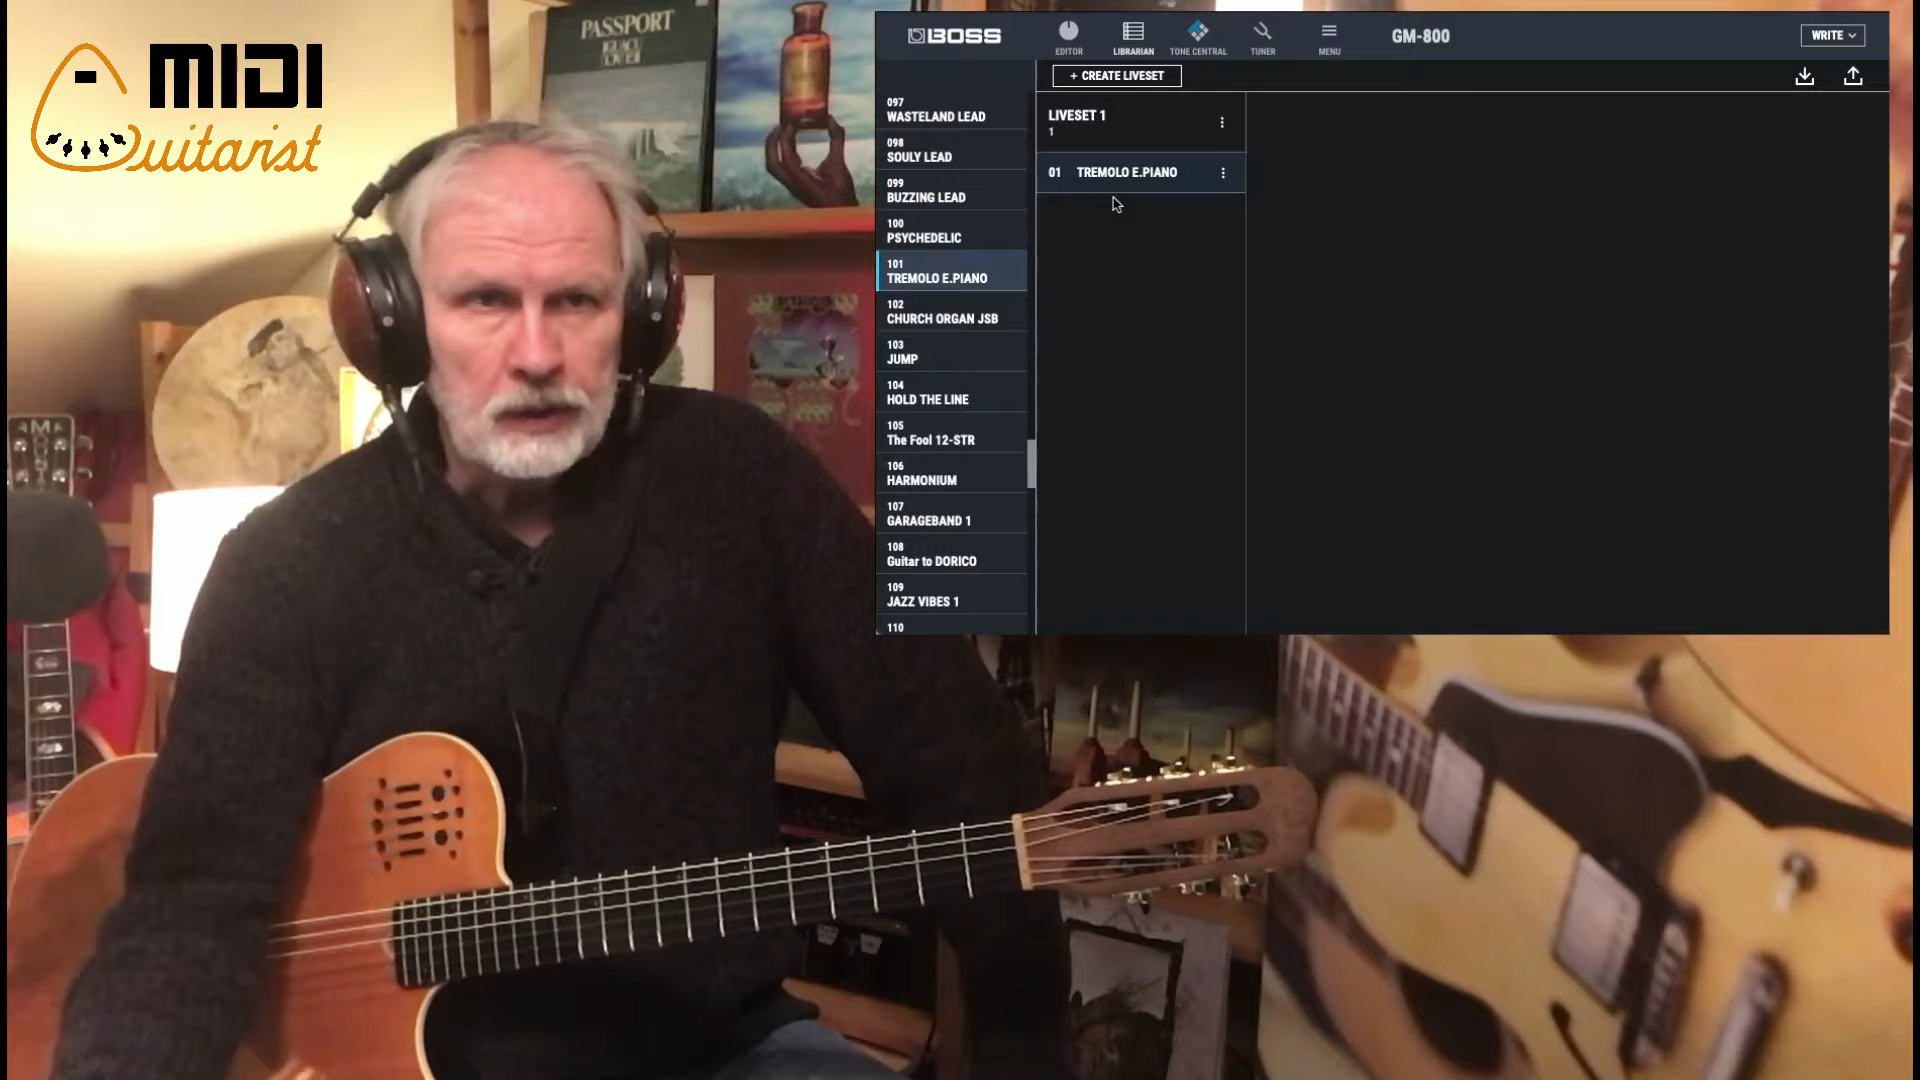 MIDI
Guitarist
PASSPORT
BOSS
EDITOR
LIBRARIAN
TONE CENTRAL
TUNER
MENU
GM-800
WRITE
+ CREATE LIVESET
097
WASTELAND LEAD
098
SOULY LEAD
099
BUZZING LEAD
100
PSYCHEDELIC
101
TREMOLO E.PIANO
102
CHURCH ORGAN JSB
103
JUMP
104
HOLD THE LINE
105
The Fool 12-STR
106
HARMONIUM
107
GARAGEBAND 1
108
Guitar to DORICO
109
JAZZ VIBES 1
110
LIVESET 1
1
01 TREMOLO E.PIANO